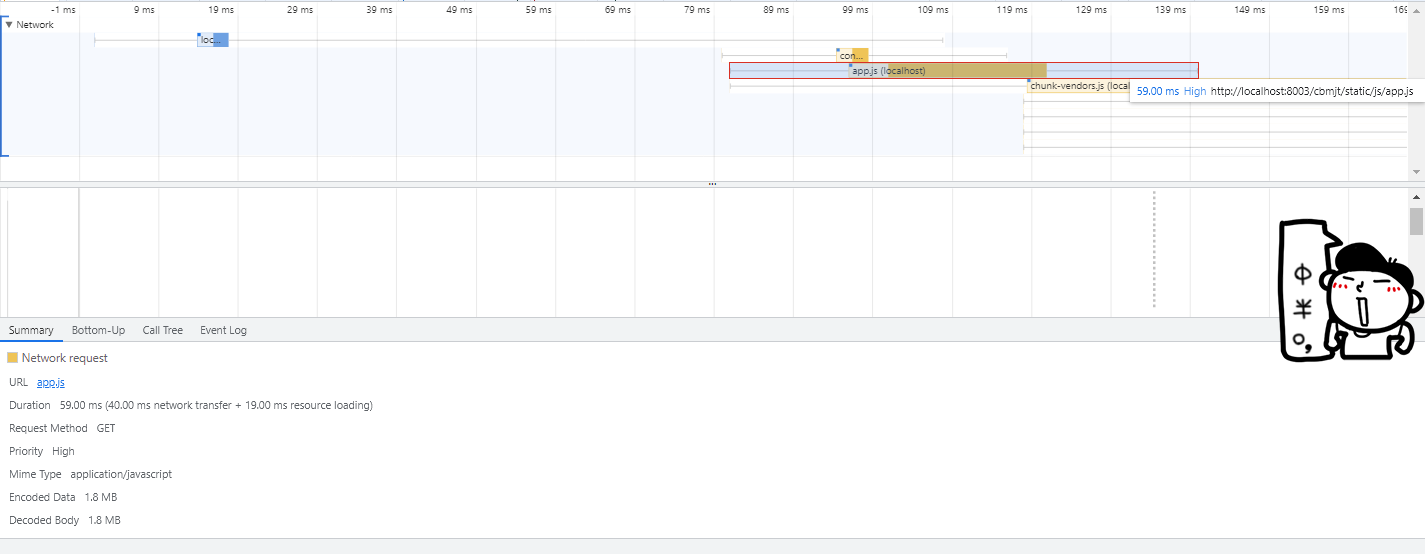 -1 ms 9 ms 19 ms 29 ms 39 ms 49 ms 59 ms 69 ms 79 ms 89 ms 99 ms 109 ms 119 ms 129 ms 139 ms 149 ms 159 ms 169
▼ Network
loc...
con...
app.js (localhost)
chunk-vendors.js (local
59.00 ms High http://localhost:8003/cbmjt/static/js/app.js
...
中
半
o,
Summary Bottom-Up Call Tree Event Log
Network request
URL app.js
Duration 59.00 ms (40.00 ms network transfer + 19.00 ms resource loading)
Request Method GET
Priority High
Mime Type application/javascript
Encoded Data 1.8 MB
Decoded Body 1.8 MB